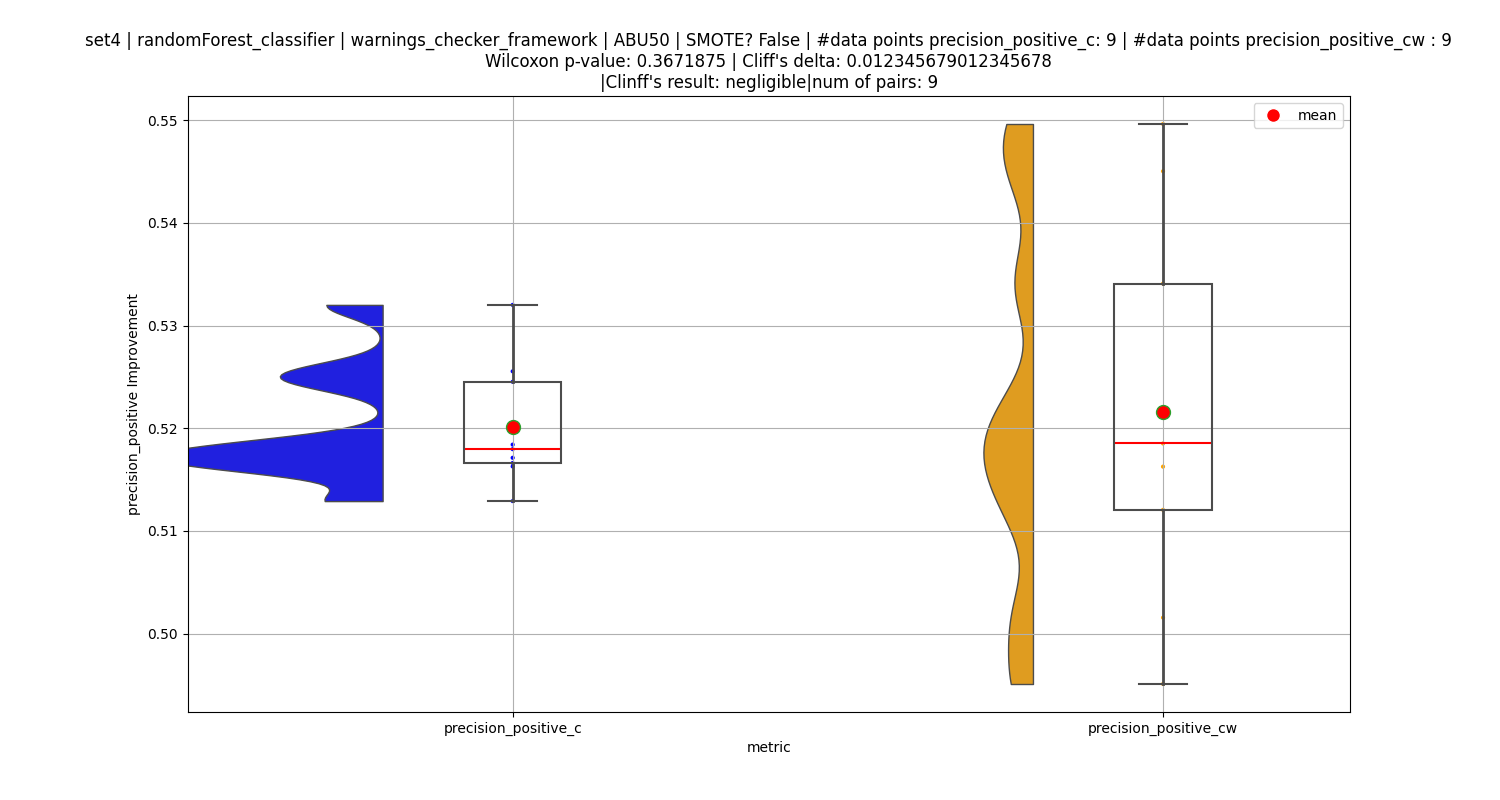 set4 | randomForest_classifier | warnings_checker_framework | ABU50 | SMOTE? False | #data points precision_positive_c: 9 | #data points precision_positive_cw : 9
Wilcoxon p-value: 0.3671875 | Cliff's delta: 0.012345679012345678
|Clinff's result: negligible|num of pairs: 9
mean
0.55
0.54
0.53
0.52
0.51
0.50
precision_positive Improvement
precision_positive_c
precision_positive_cw
metric